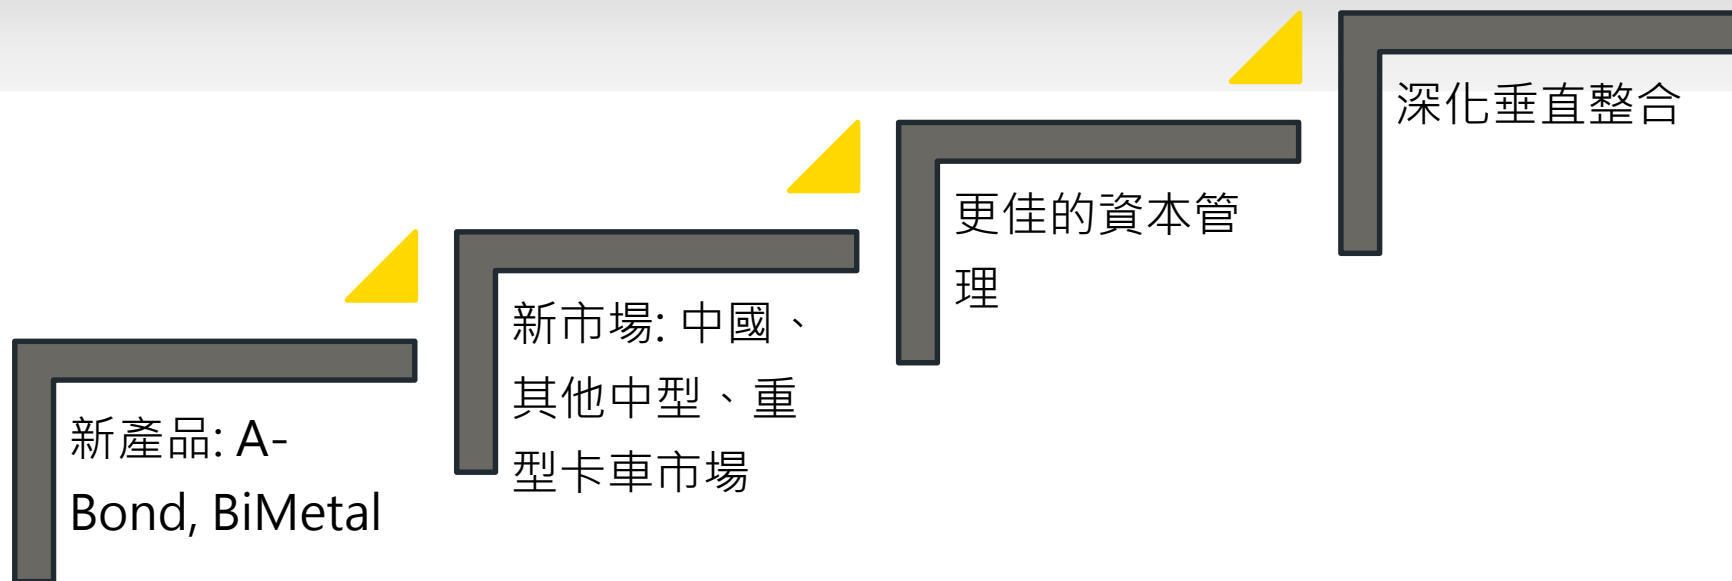 新產品: A-
Bond, BiMetal
新市場: 中國、
其他中型、重
型卡車市場
更佳的資本管
理
深化垂直整合